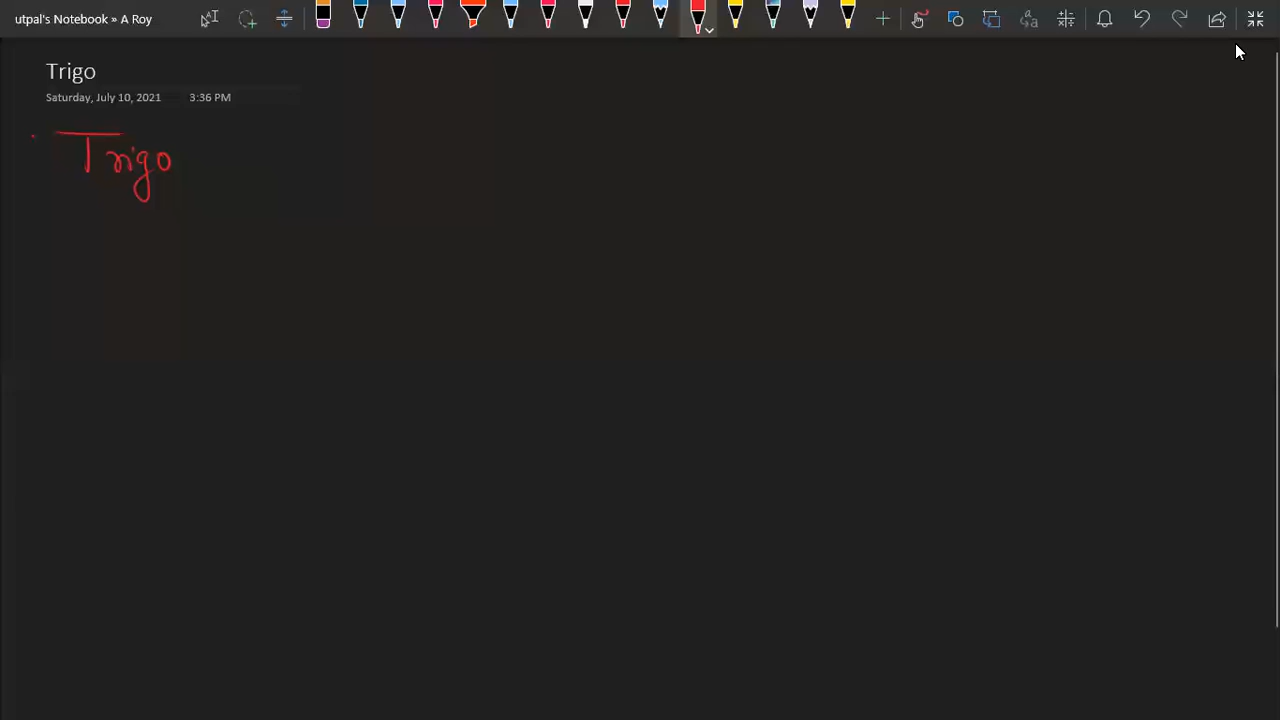 utpal's Notebook » A Roy
Trigo
Saturday, July 10, 2021 3:36 PM
Trigo